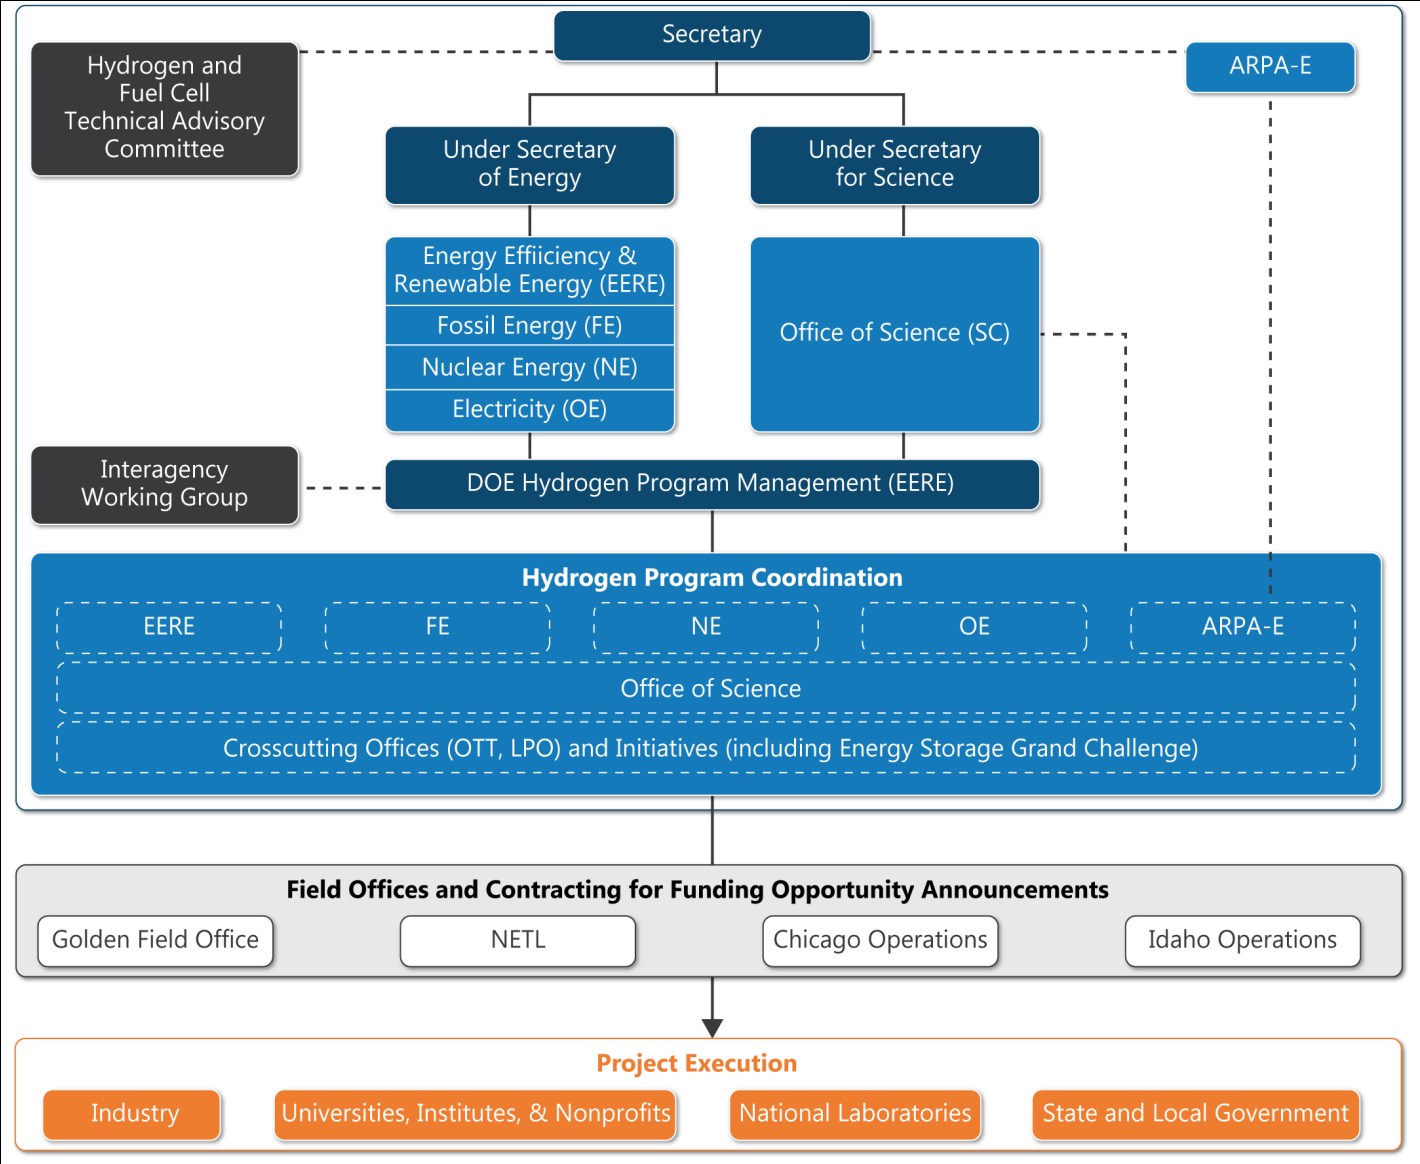 Secretary
Hydrogen and
Fuel Cell
Technical Advisory
Committee
ARPA-E
Under Secretary
of Energy
Under Secretary
for Science
Energy Effiiciency &
Renewable Energy (EERE)
Fossil Energy (FE)
Nuclear Energy (NE)
Electricity (OE)
Office of Science (SC)
Interagency
Working Group
DOE Hydrogen Program Management (EERE)
Hydrogen Program Coordination
EERE
FE
NE
OE
ARPA-E
Office of Science
Crosscutting Offices (OTT, LPO) and Initiatives (including Energy Storage Grand Challenge)
Field Offices and Contracting for Funding Opportunity Announcements
Golden Field Office
NETL
Chicago Operations
Idaho Operations
Project Execution
Industry
Universities, Institutes, & Nonprofits
National Laboratories
State and Local Government